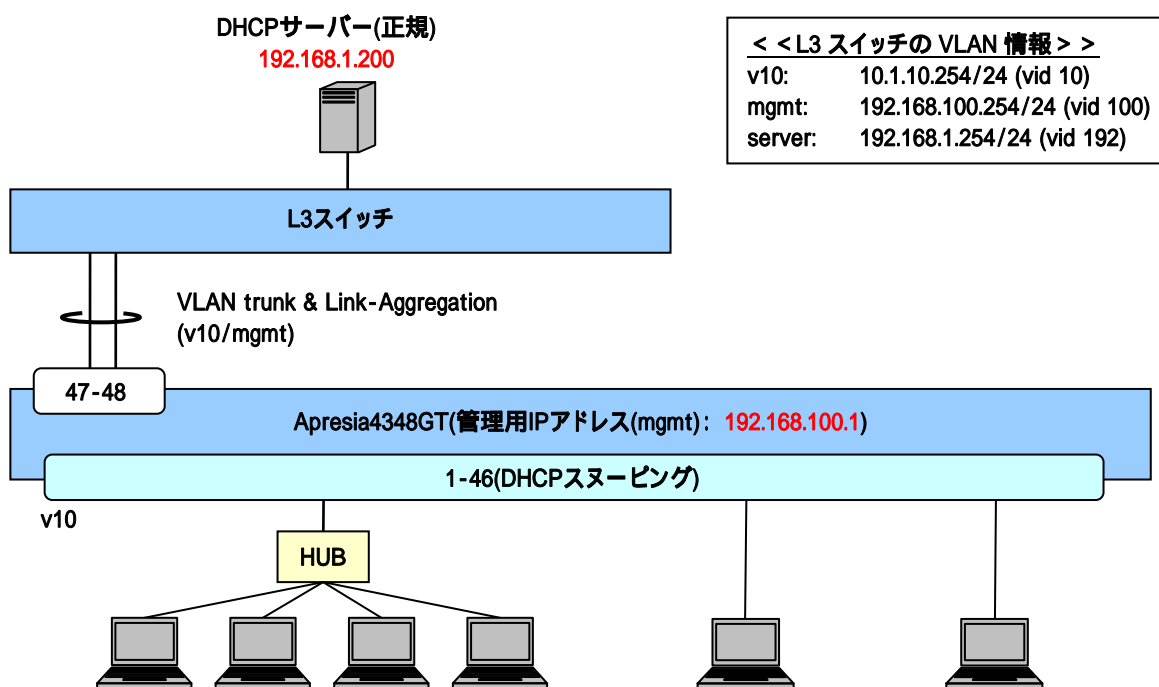 DHCPサーバー(正規)
192.168.1.200
<<L3 スイッチの VLAN 情報>>
v10: 10.1.10.254/24 (vid 10)
mgmt: 192.168.100.254/24 (vid 100)
server: 192.168.1.254/24 (vid 192)
L3スイッチ
VLAN trunk & Link-Aggregation
(v10/mgmt)
47-48
Apresia4348GT(管理用IPアドレス(mgmt): 192.168.100.1)
1-46(DHCPスヌーピング)
v10
HUB